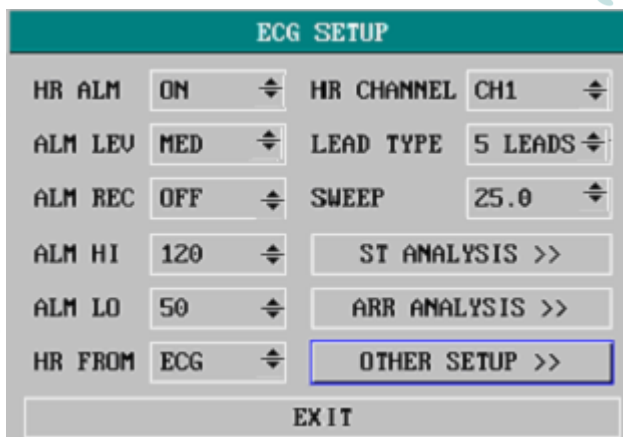 ECG SETUP
HR ALM ON HR CHANNEL CH1
ALM LEV MED LEAD TYPE 5 LEADS
ALM REC OFF SWEEP 25.0
ALM HI 120 ST ANALYSIS >>
ALM LO 50 ARR ANALYSIS >>
HR FROM ECG OTHER SETUP >>
EXIT